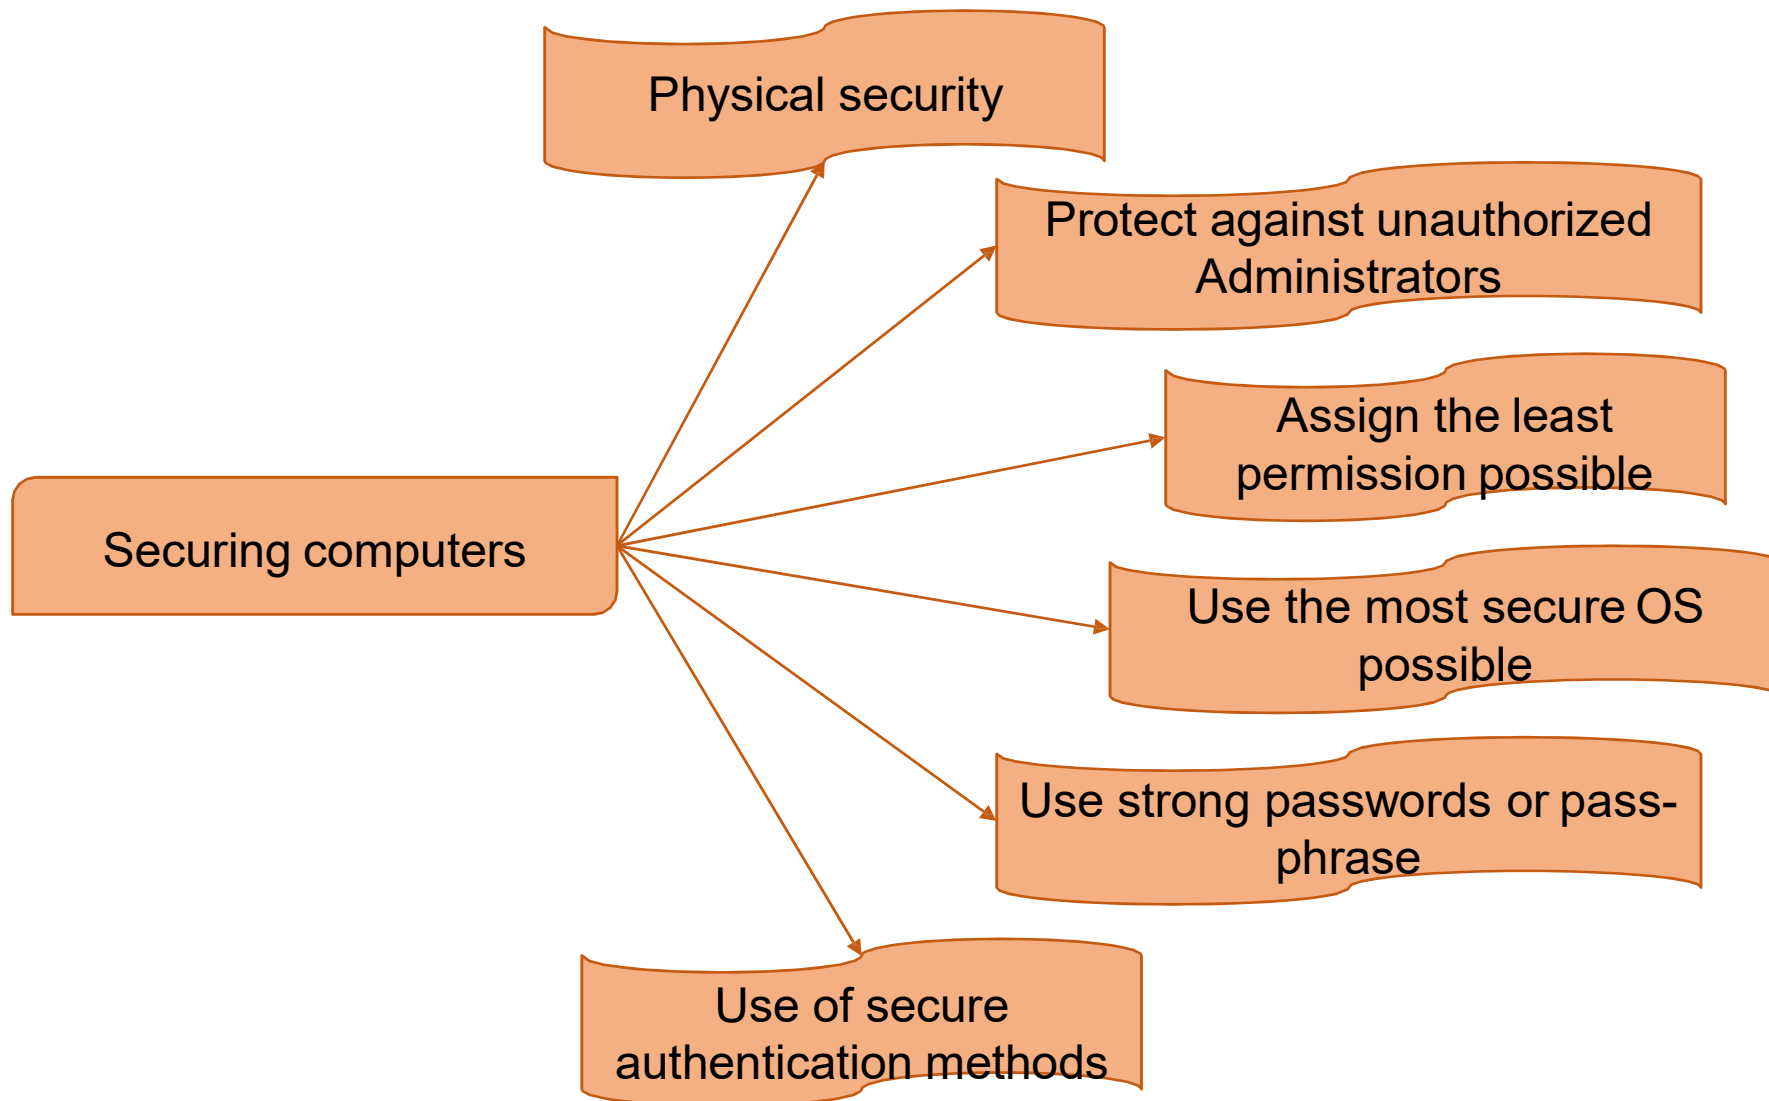 Physical security
Protect against unauthorized
Administrators
Assign the least
permission possible
Securing computers
Use the most secure OS
possible
Use strong passwords or pass-
phrase
Use of secure
authentication methods